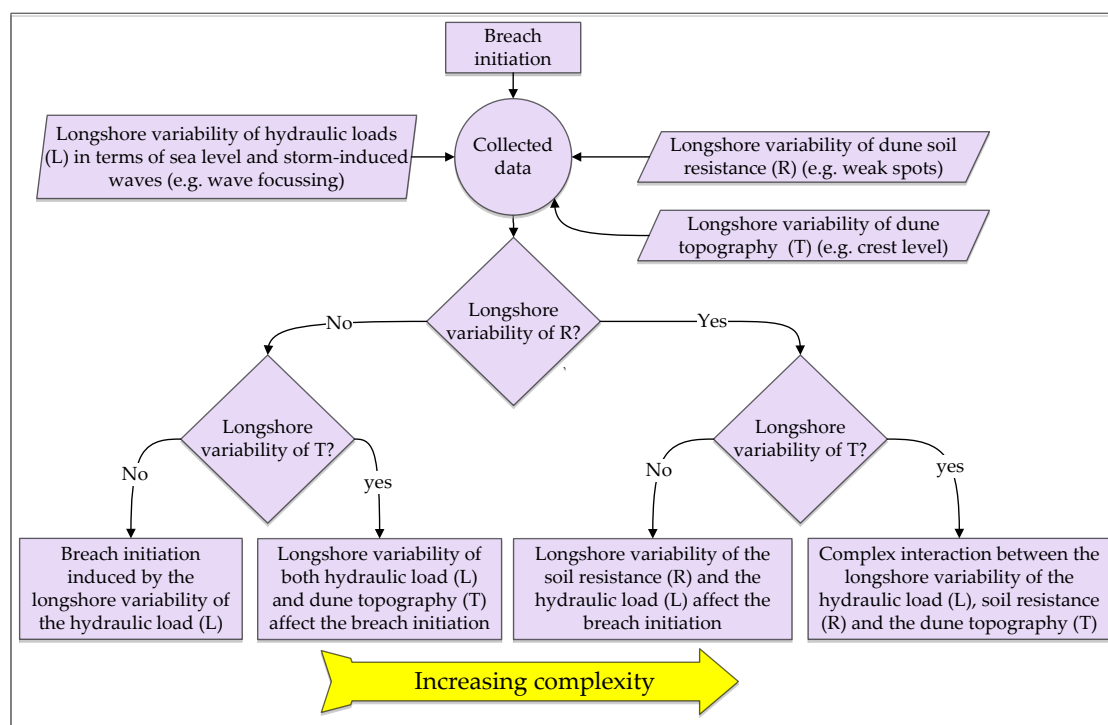 Breach
initiation
Longshore variability of hydraulic loads
(L) in terms of sea level and storm-induced
waves (e.g. wave focussing)
Collected
data
Longshore variability of dune soil
resistance (R) (e.g. weak spots)
Longshore variability of dune
topography (T) (e.g. crest level)
Longshore
variability of R?
No
Yes
Longshore
variability of T?
Longshore
variability of T?
No
yes
No
yes
Breach initiation
induced by the
longshore variability of
the hydraulic load (L)
Longshore variability of
both hydraulic load (L)
and dune topography (T)
affect the breach initiation
Longshore variability of the
soil resistance (R) and the
hydraulic load (L) affect the
breach initiation
Complex interaction between the
longshore variability of the
hydraulic load (L), soil resistance
(R) and the dune topography (T)
Increasing complexity